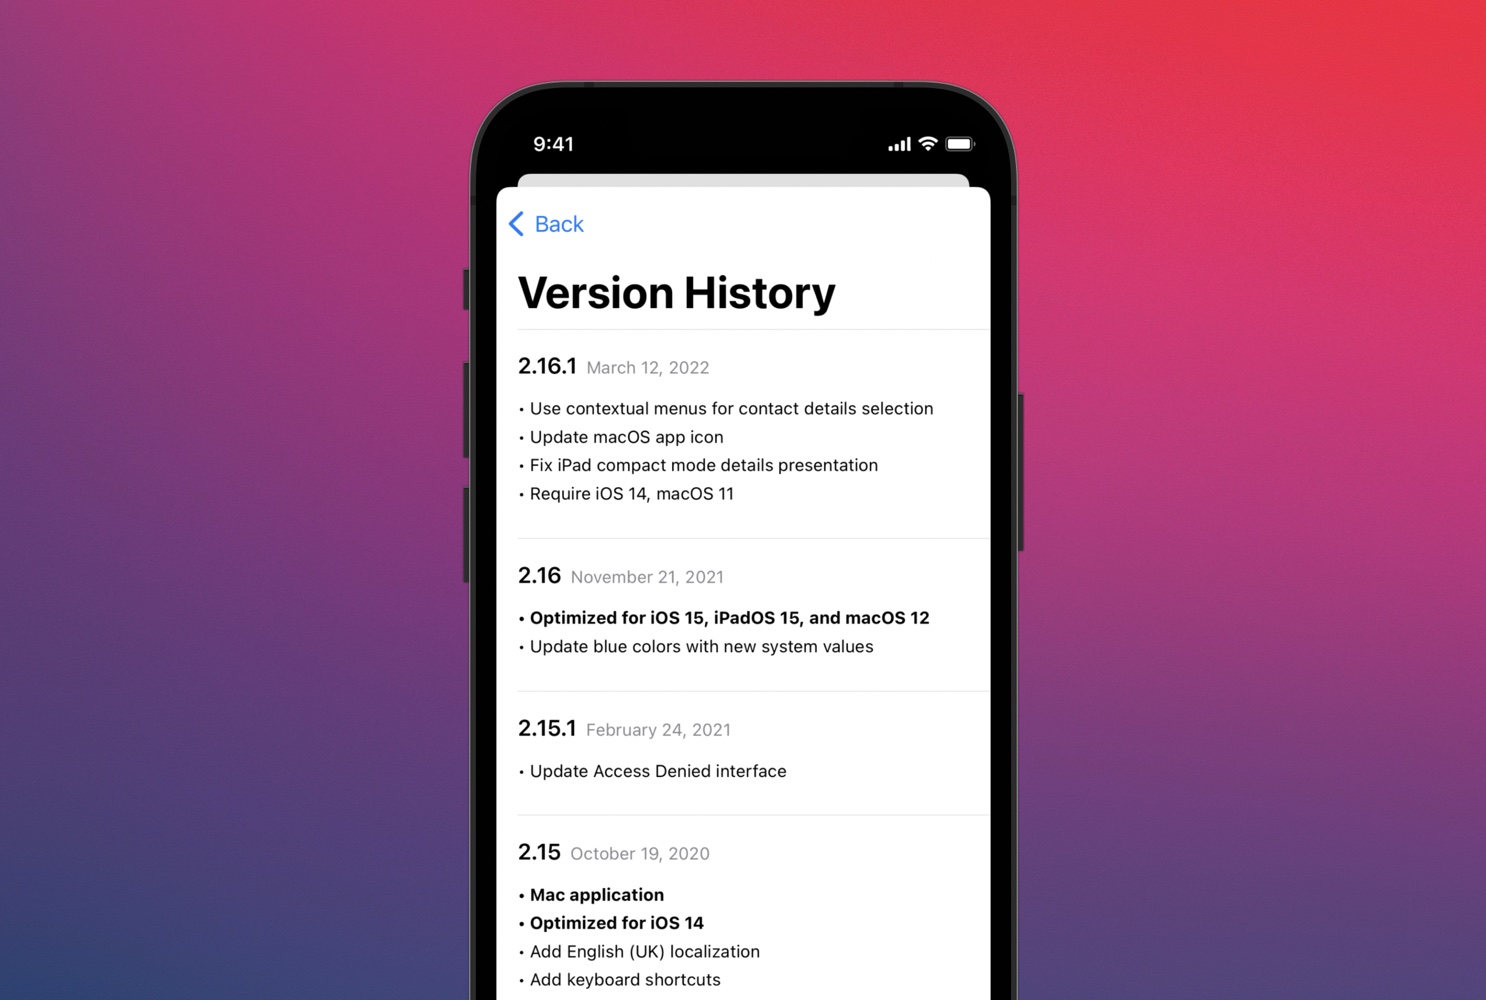 9:41
Back
Version History
2.16.1 March 12, 2022
• Use contextual menus for contact details selection
• Update macOS app icon
• Fix iPad compact mode details presentation
• Require iOS 14, macOS 11
2.16 November 21, 2021
• Optimized for iOS 15, iPadOS 15, and macOS 12
• Update blue colors with new system values
2.15.1 February 24, 2021
• Update Access Denied interface
2.15 October 19, 2020
• Mac application
• Optimized for iOS 14
• Add English (UK) localization
• Add keyboard shortcuts